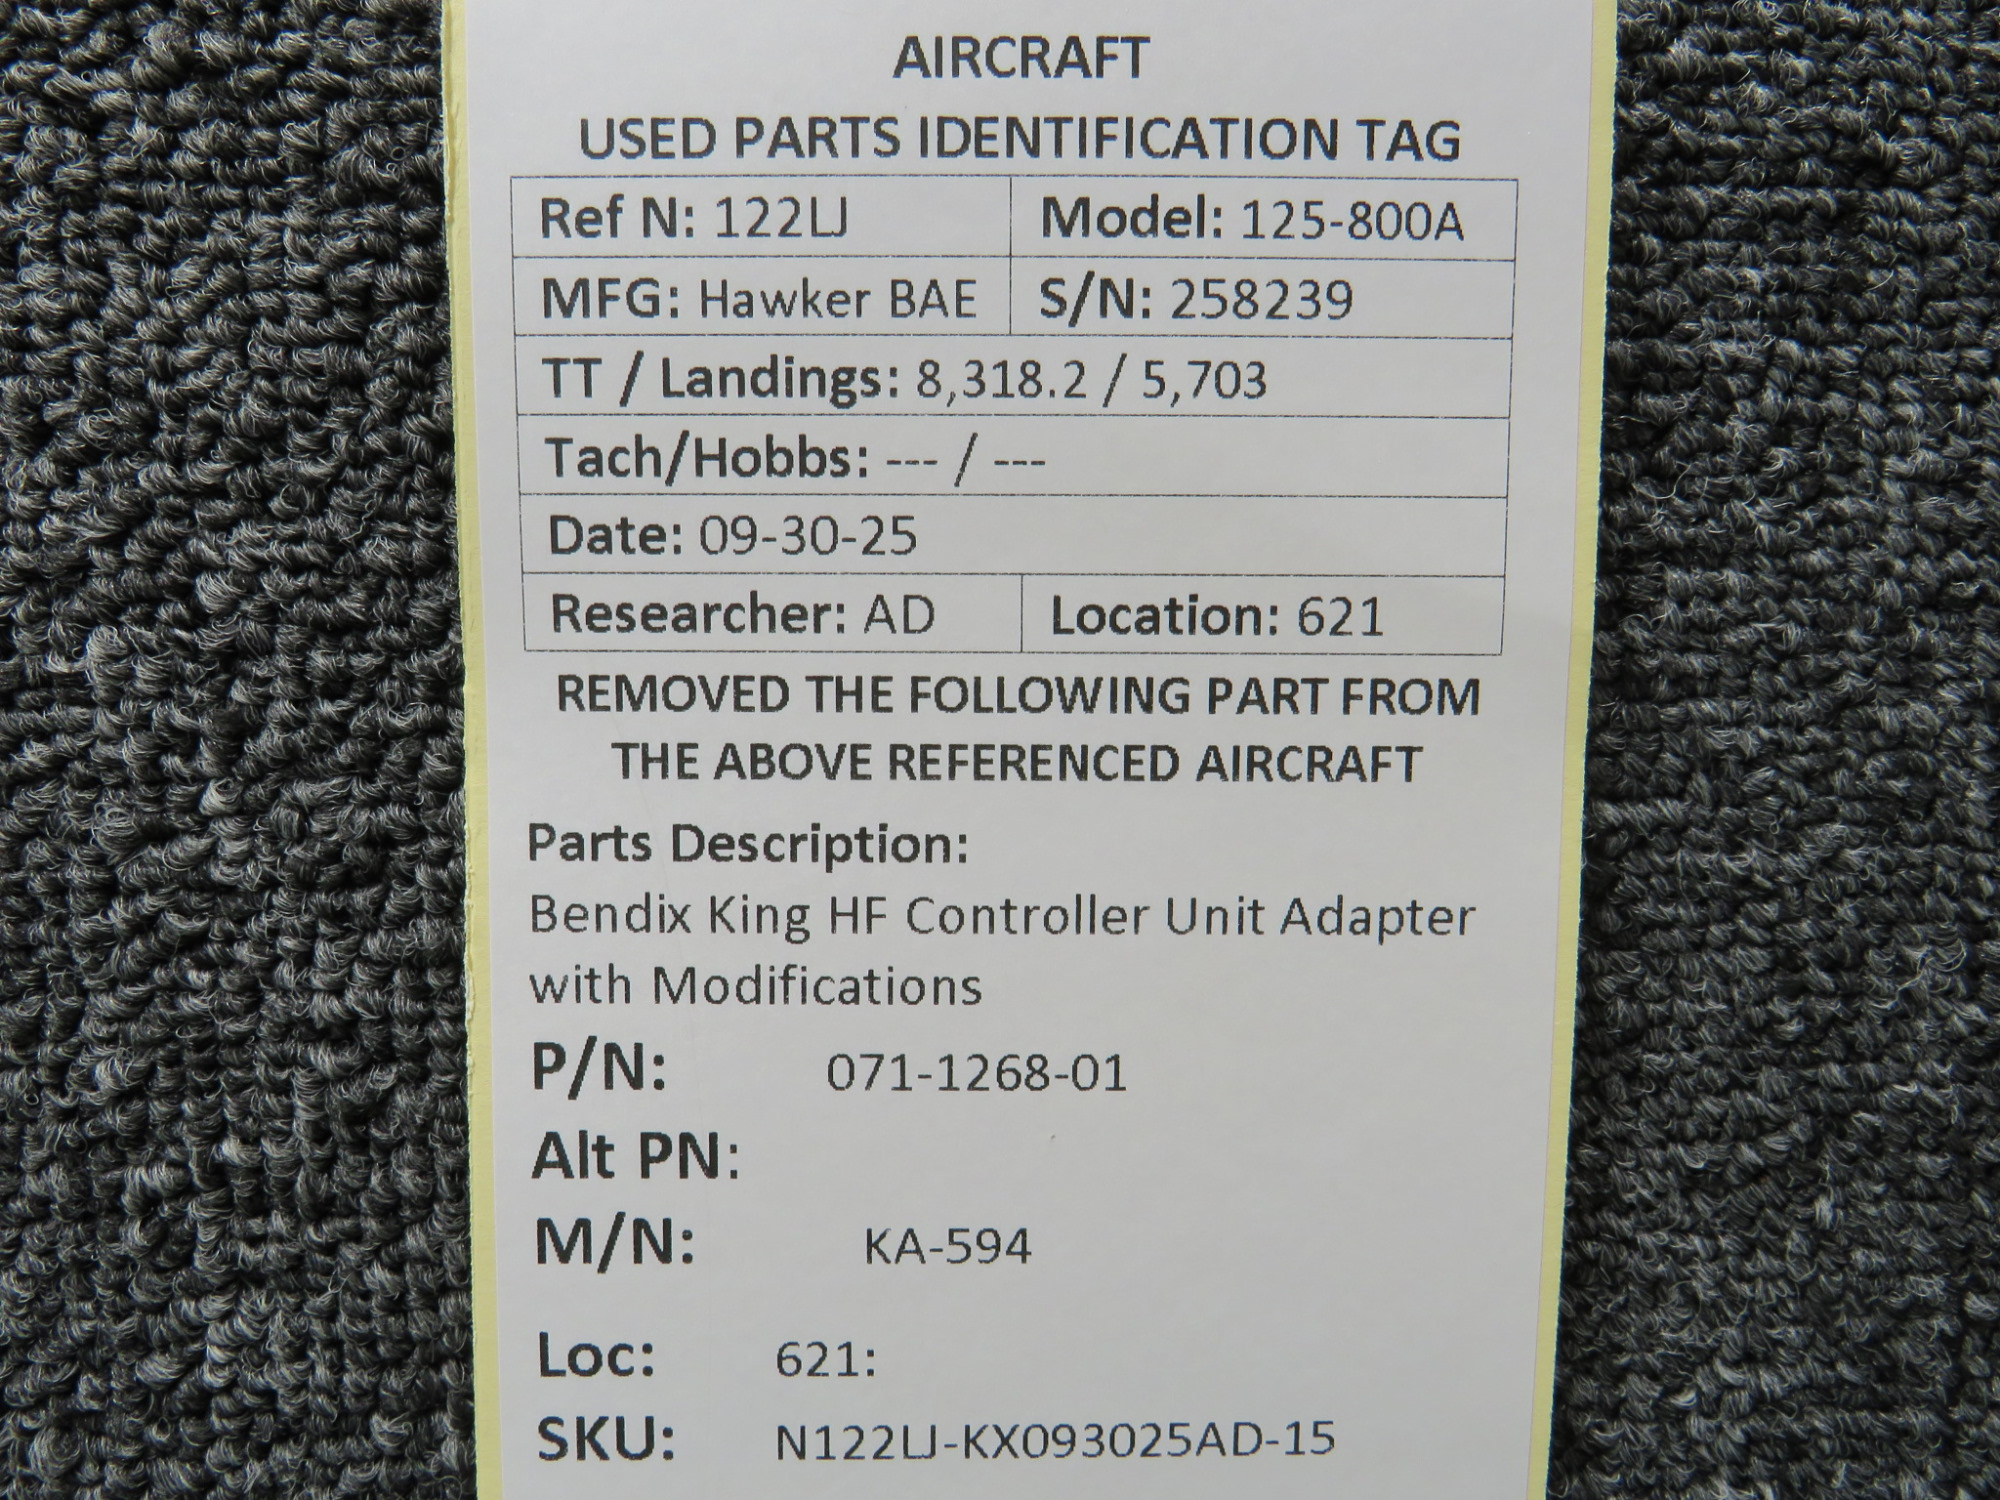 AIRCRAFT
USED PARTS IDENTIFICATION TAG
Ref N: 122LJ Model: 125-800A
MFG: Hawker BAE S/N: 258239
TT / Landings: 8,318.2 / 5,703
Tach/Hobbs: --- / ---
Date: 09-30-25
Researcher: AD Location: 621
REMOVED THE FOLLOWING PART FROM
THE ABOVE REFERENCED AIRCRAFT
Parts Description:
Bendix King HF Controller Unit Adapter
with Modifications
P/N: 071-1268-01
Alt PN:
M/N: KA-594
Loc: 621:
SKU: N122LJ-KX093025AD-15